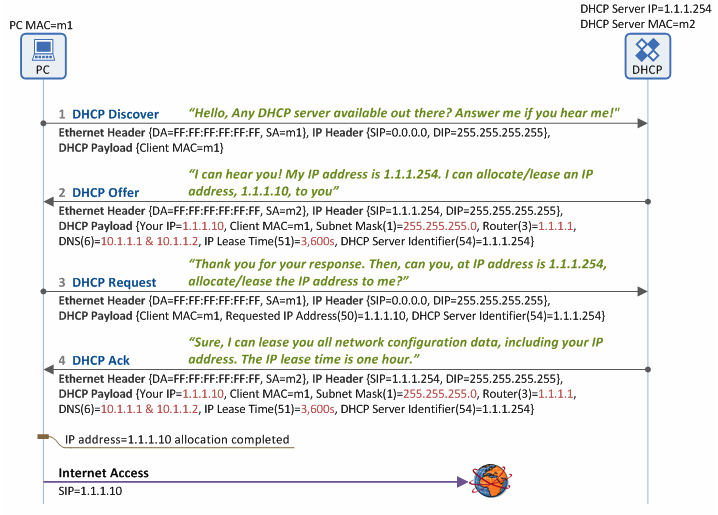 DHCP Server IP=1.1.1.254
PC MAC=m1
DHCP Server MAC=m2
PC
DHCP
1 DHCP Discover “Hello, Any DHCP server available out there? Answer me if you hear me!"
Ethernet Header {DA=FF:FF:FF:FF:FF:FF, SA=m1}, IP Header {SIP=0.0.0.0, DIP=255.255.255.255},
DHCP Payload {Client MAC=m1}
“I can hear you! My IP address is 1.1.1.254. I can allocate/lease an IP
2 DHCP Offer address, 1.1.1.10, to you”
Ethernet Header {DA=FF:FF:FF:FF:FF:FF, SA=m2}, IP Header {SIP=1.1.1.254, DIP=255.255.255.255},
DHCP Payload {Your IP=1.1.1.10, Client MAC=m1, Subnet Mask(1)=255.255.255.0, Router(3)=1.1.1.1,
DNS(6)=10.1.1.1 & 10.1.1.2, IP Lease Time(51)=3,600s, DHCP Server Identifier(54)=1.1.1.254}
“Thank you for your response. Then, can you, at IP address is 1.1.1.254,
3 DHCP Request allocate/lease the IP address to me?”
Ethernet Header {DA=FF:FF:FF:FF:FF:FF, SA=m1}, IP Header {SIP=0.0.0.0, DIP=255.255.255.255},
DHCP Payload {Client MAC=m1, Requested IP Address(50)=1.1.1.10, DHCP Server Identifier(54)=1.1.1.254}
“Sure, I can lease you all network configuration data, including your IP
4 DHCP Ack address. The IP lease time is one hour.”
Ethernet Header {DA=FF:FF:FF:FF:FF:FF, SA=m2}, IP Header {SIP=1.1.1.254, DIP=255.255.255.255},
DHCP Payload {Your IP=1.1.1.10, Client MAC=m1, Subnet Mask(1)=255.255.255.0, Router(3)=1.1.1.1,
DNS(6)=10.1.1.1 & 10.1.1.2, IP Lease Time(51)=3,600s, DHCP Server Identifier(54)=1.1.1.254}
IP address=1.1.1.10 allocation completed
Internet Access
SIP=1.1.1.10